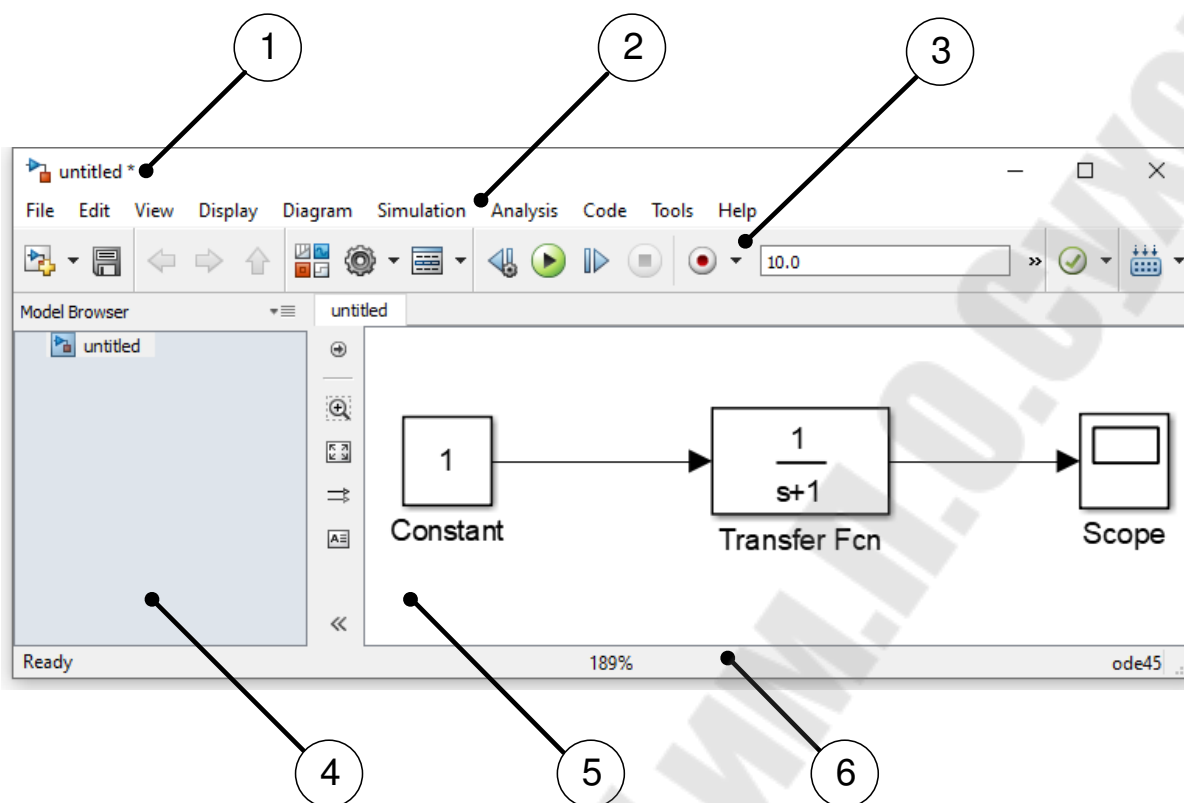 1 2 3
untitled *
File Edit View Display Diagram Simulation Analysis Code Tools Help
10.0 »
Model Browser untitled
untitled
1
1
s+1
Constant Transfer Fcn Scope
Ready 189% ode45
4 5 6